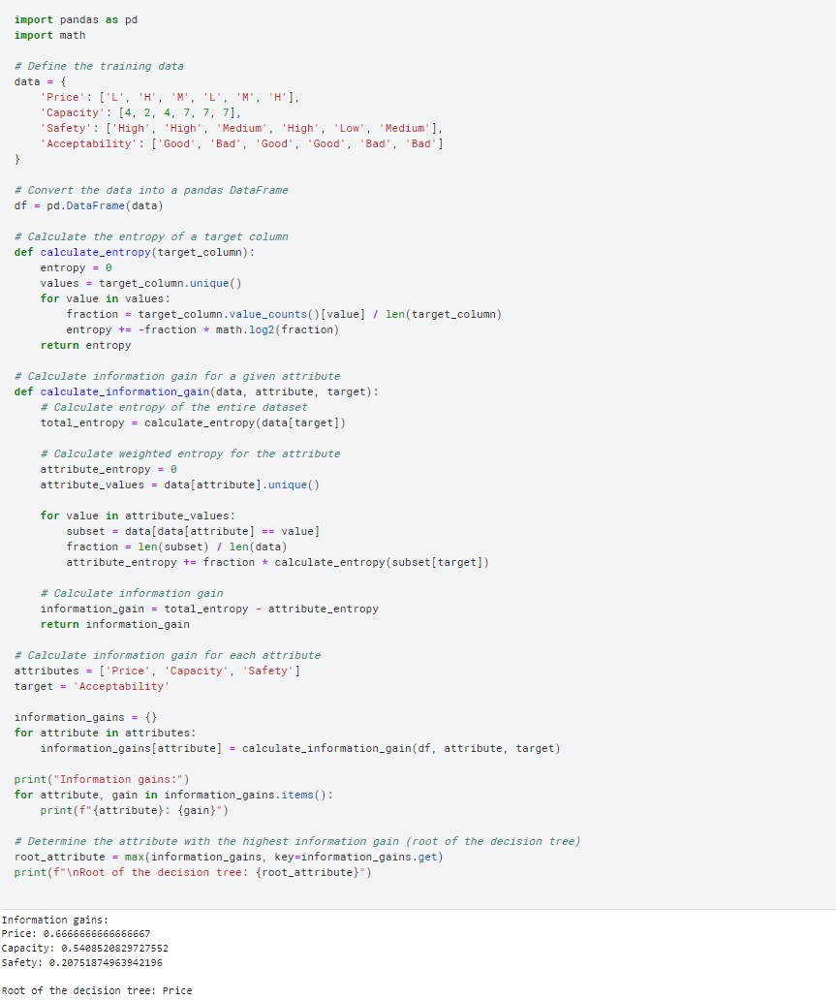 import pandas as pd
import math
# Define the training data
data = {
    'Price': ['L', 'H', 'M', 'L', 'M', 'H'],
    'Capacity': [4, 2, 4, 7, 7, 7],
    'Safety': ['High', 'High', 'Medium', 'High', 'Low', 'Medium'],
    'Acceptability': ['Good', 'Bad', 'Good', 'Good', 'Bad', 'Bad']
}
# Convert the data into a pandas DataFrame
df = pd.DataFrame(data)
# Calculate the entropy of a target column
def calculate_entropy(target_column):
    entropy = 0
    values = target_column.unique()
    for value in values:
        fraction = target_column.value_counts()[value] / len(target_column)
        entropy += -fraction * math.log2(fraction)
    return entropy
# Calculate information gain for a given attribute
def calculate_information_gain(data, attribute, target):
    # Calculate entropy of the entire dataset
    total_entropy = calculate_entropy(data[target])
    # Calculate weighted entropy for the attribute
    attribute_entropy = 0
    attribute_values = data[attribute].unique()
    for value in attribute_values:
        subset = data[data[attribute] == value]
        fraction = len(subset) / len(data)
        attribute_entropy += fraction * calculate_entropy(subset[target])
    # Calculate information gain
    information_gain = total_entropy - attribute_entropy
    return information_gain
# Calculate information gain for each attribute
attributes = ['Price', 'Capacity', 'Safety']
target = 'Acceptability'
information_gains = {}
for attribute in attributes:
    information_gains[attribute] = calculate_information_gain(df, attribute, target)
print("Information gains:")
for attribute, gain in information_gains.items():
    print(f"{attribute}: {gain}")
# Determine the attribute with the highest information gain (root of the decision tree)
root_attribute = max(information_gains, key=information_gains.get)
print(f"\nRoot of the decision tree: {root_attribute}")
Information gains:
Price: 0.6666666666666667
Capacity: 0.5408520829727552
Safety: 0.20751874963942196
Root of the decision tree: Price